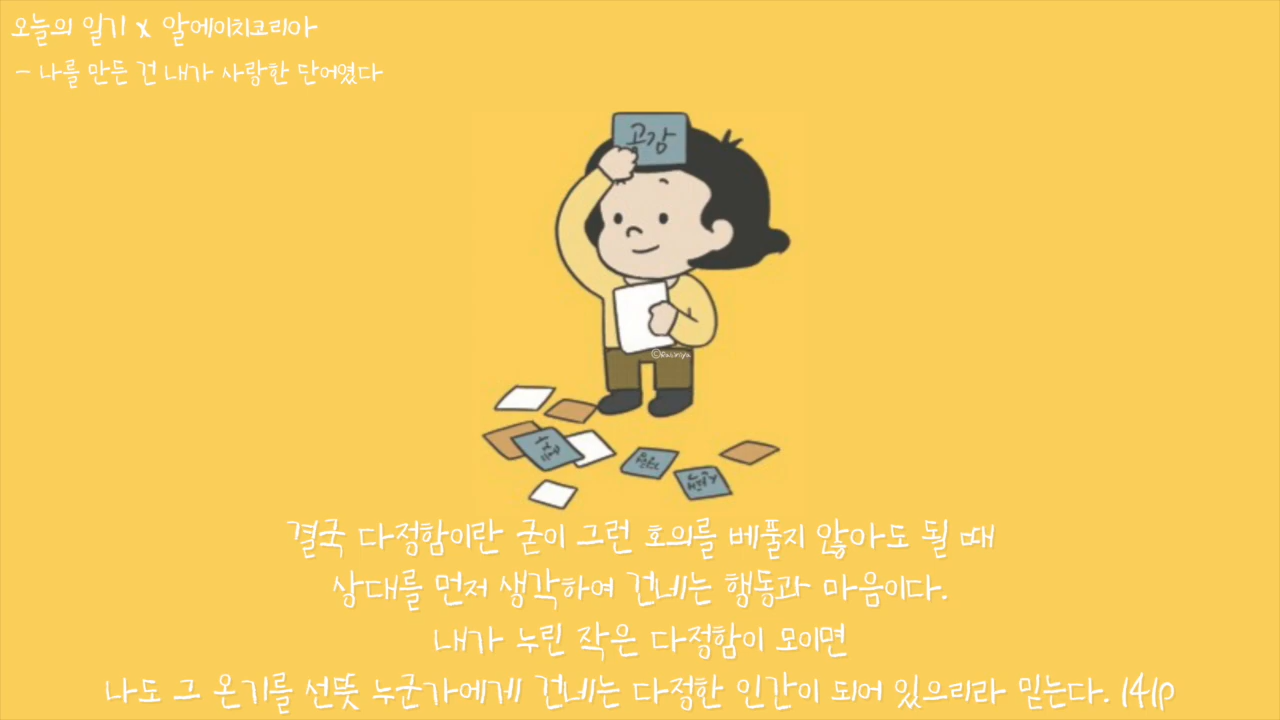 오늘의 일기 x 알에이치코리아
- 나를 만든 건 내가 사랑한 단어였다
공감
결국 다정함이란 굳이 그런 호의를 베풀지 않아도 될 때
상대를 먼저 생각하여 건네는 행동과 마음이다.
내가 누린 작은 다정함이 모이면
나도 그 온기를 선뜻 누군가에게 건네는 다정한 인간이 되어 있으리라 믿는다. 141p